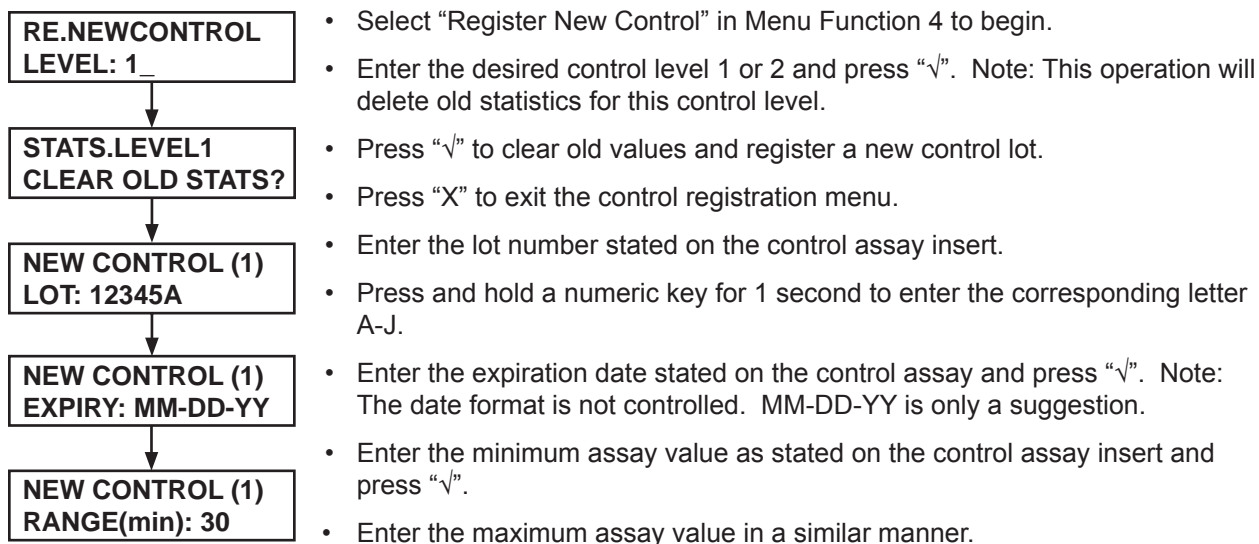 RE.NEWCONTROL
LEVEL: 1_
STATS.LEVEL1
CLEAR OLD STATS?
NEW CONTROL (1)
LOT: 12345A
NEW CONTROL (1)
EXPIRY: MM-DD-YY
NEW CONTROL (1)
RANGE(min): 30
• Select “Register New Control” in Menu Function 4 to begin.
• Enter the desired control level 1 or 2 and press “√”.  Note: This operation will
delete old statistics for this control level.
• Press “√” to clear old values and register a new control lot.
• Press “X” to exit the control registration menu.
• Enter the lot number stated on the control assay insert.
• Press and hold a numeric key for 1 second to enter the corresponding letter
A-J.
• Enter the expiration date stated on the control assay and press “√”.  Note:
The date format is not controlled.  MM-DD-YY is only a suggestion.
• Enter the minimum assay value as stated on the control assay insert and
press “√”.
• Enter the maximum assay value in a similar manner.